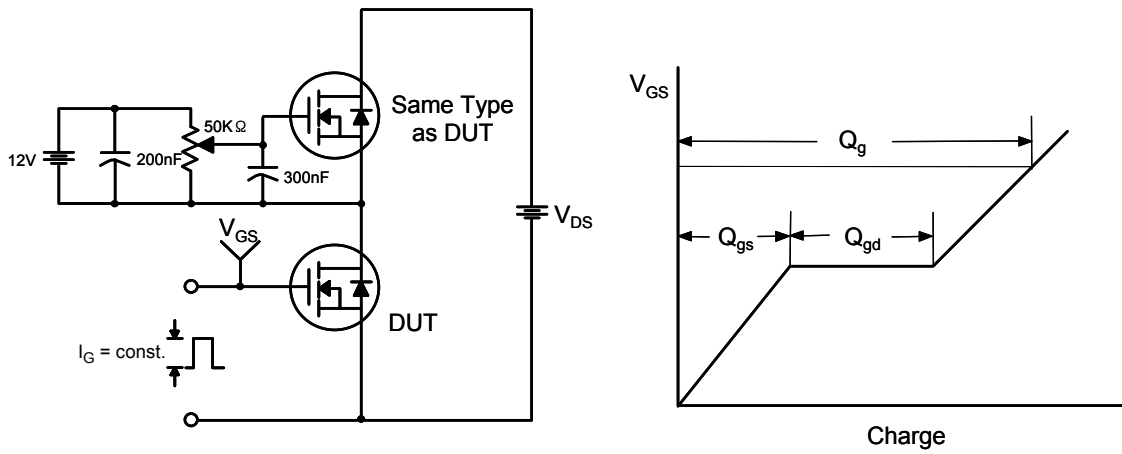 12V
200nF
50KΩ
300nF
Same Type
as DUT
V_DS
V_GS
DUT
I_G = const.
V_GS
Q_g
Q_gs
Q_gd
Charge